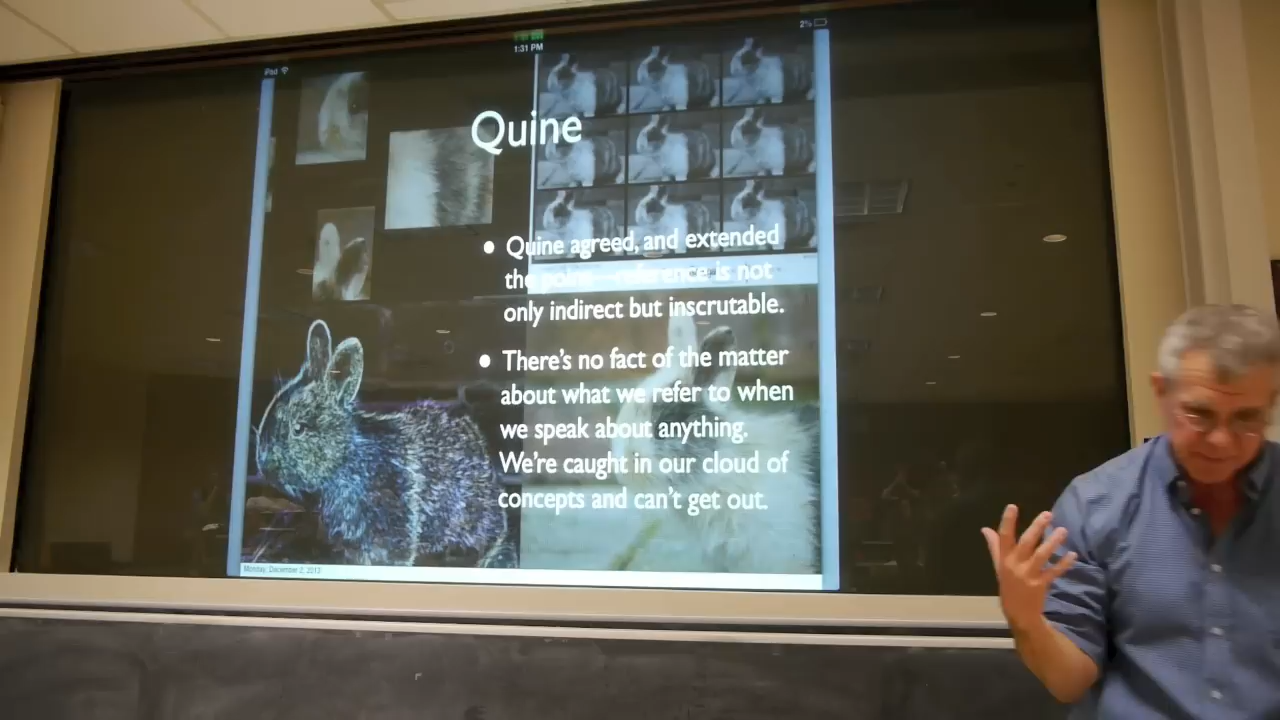 iPad
1:31 PM
2%
Quine
• Quine agreed, and extended
the point—reference is not
only indirect but inscrutable.
• There's no fact of the matter
about what we refer to when
we speak about anything.
We're caught in our cloud of
concepts and can't get out.
Monday, December 2, 2013